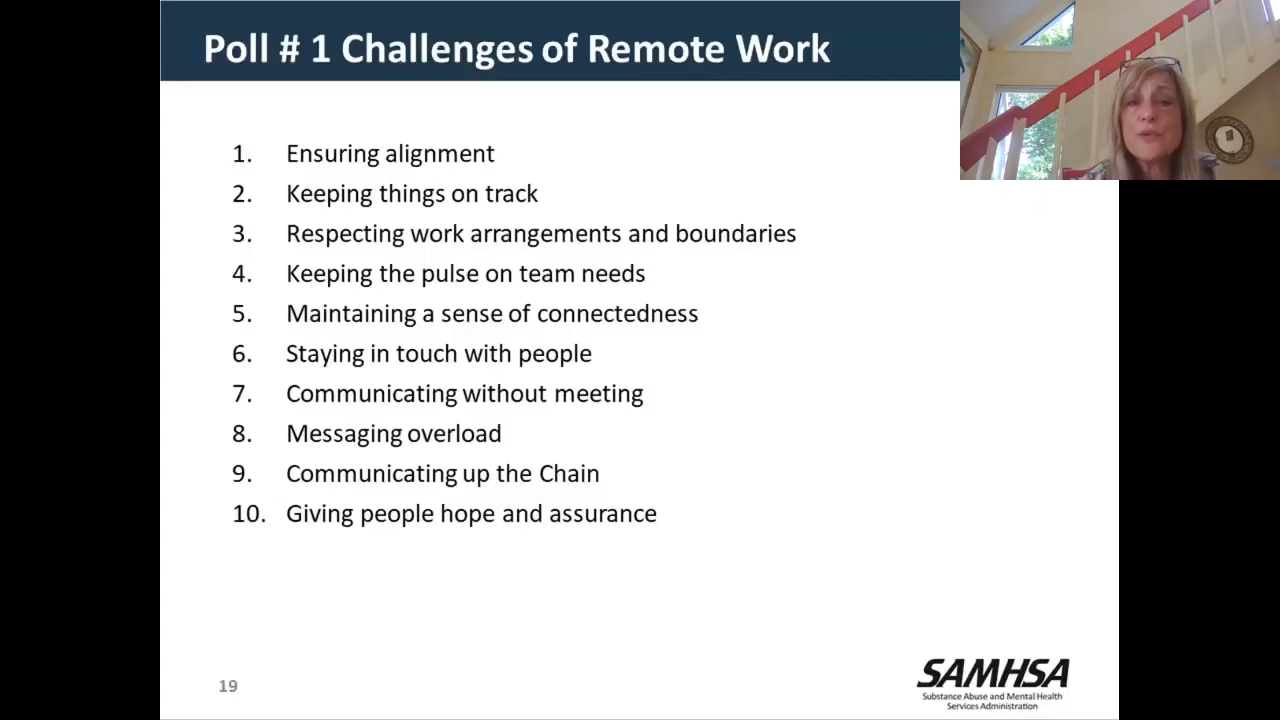 Poll # 1 Challenges of Remote Work
1. Ensuring alignment
2. Keeping things on track
3. Respecting work arrangements and boundaries
4. Keeping the pulse on team needs
5. Maintaining a sense of connectedness
6. Staying in touch with people
7. Communicating without meeting
8. Messaging overload
9. Communicating up the Chain
10. Giving people hope and assurance
19
SAMHSA
Substance Abuse and Mental Health
Services Administration